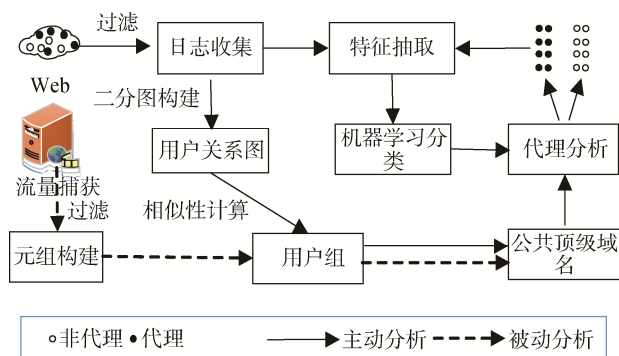 过滤
日志收集
特征抽取
Web
二分图构建
用户关系图
机器学习分
类
代理分析
流量捕获
过滤
相似性计算
元组构建
用户组
公共顶级域
名
非代理
代理
主动分析
被动分析